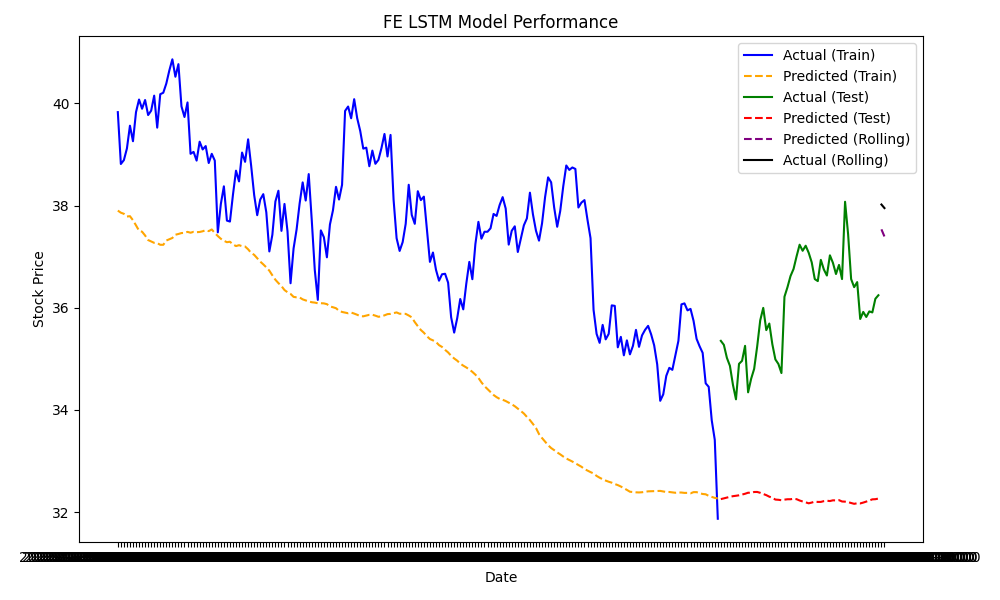 FE LSTM Model Performance
Actual (Train)
Predicted (Train)
Actual (Test)
Predicted (Test)
Predicted (Rolling)
Actual (Rolling)
Stock Price
40
38
36
34
32
Date